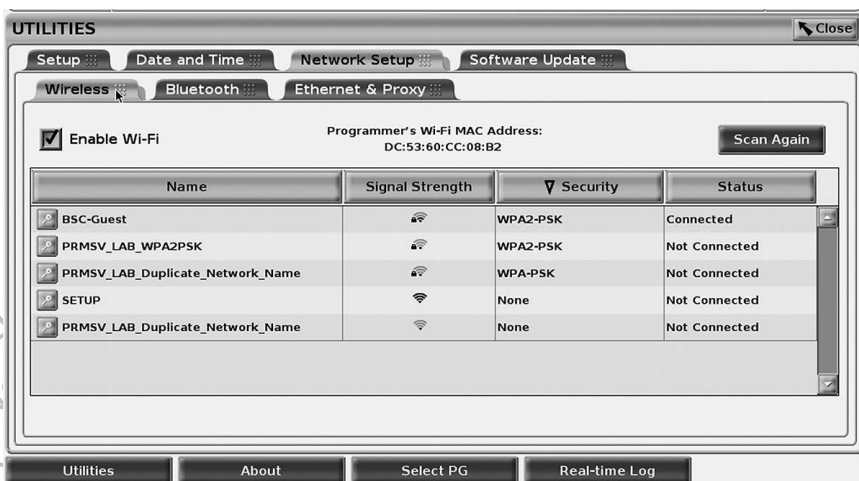 UTILITIES
Close
Setup Date and Time Network Setup Software Update
Wireless Bluetooth Ethernet & Proxy
Enable Wi-Fi
Programmer's Wi-Fi MAC Address:
DC:53:60:CC:08:B2
Scan Again
Name Signal Strength Security Status
BSC-Guest WPA2-PSK Connected
PRMSV_LAB_WPA2PSK WPA2-PSK Not Connected
PRMSV_LAB_Duplicate_Network_Name WPA-PSK Not Connected
SETUP None Not Connected
PRMSV_LAB_Duplicate_Network_Name None Not Connected
Utilities About Select PG Real-time Log